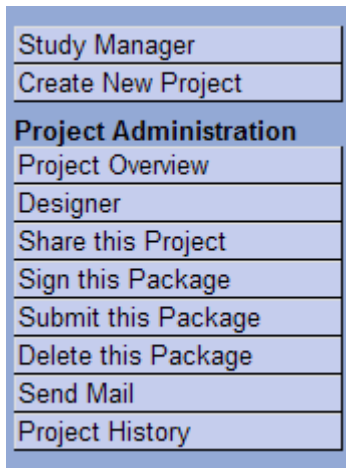 Study Manager
Create New Project
Project Administration
Project Overview
Designer
Share this Project
Sign this Package
Submit this Package
Delete this Package
Send Mail
Project History